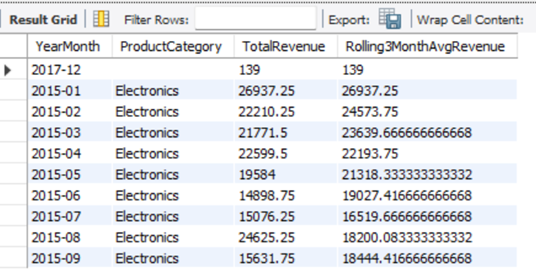 Result Grid Filter Rows: Export: Wrap Cell Content:
YearMonth ProductCategory TotalRevenue Rolling3MonthAvgRevenue
2017-12 139 139
2015-01 Electronics 26937.25 26937.25
2015-02 Electronics 22210.25 24573.75
2015-03 Electronics 21771.5 23639.666666666668
2015-04 Electronics 22599.5 22193.75
2015-05 Electronics 19584 21318.333333333332
2015-06 Electronics 14898.75 19027.416666666668
2015-07 Electronics 15076.25 16519.666666666668
2015-08 Electronics 24625.25 18200.083333333332
2015-09 Electronics 15631.75 18444.416666666668